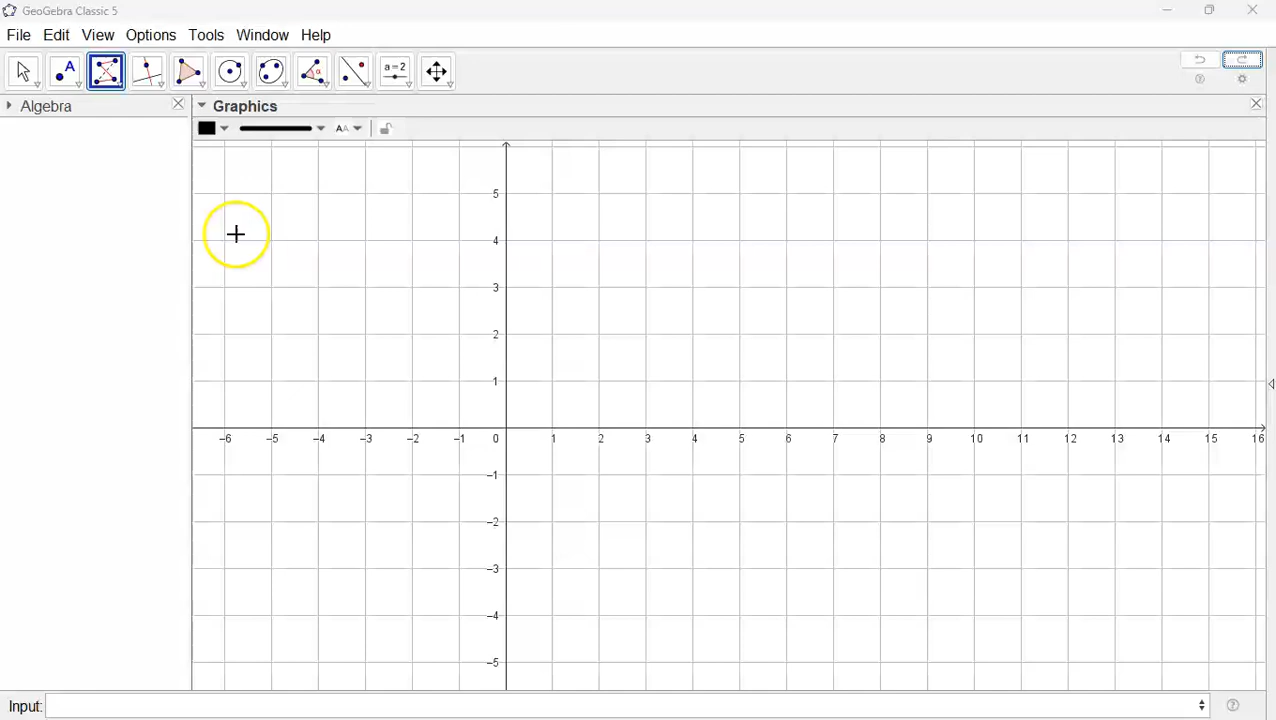 GeoGebra Classic 5
File Edit View Options Tools Window Help
A α a=2
Algebra
Graphics
AA
5
4
3
2
1
−6 −5 −4 −3 −2 −1 0 1 2 3 4 5 6 7 8 9 10 11 12 13 14 15 16
−1
−2
−3
−4
−5
Input: